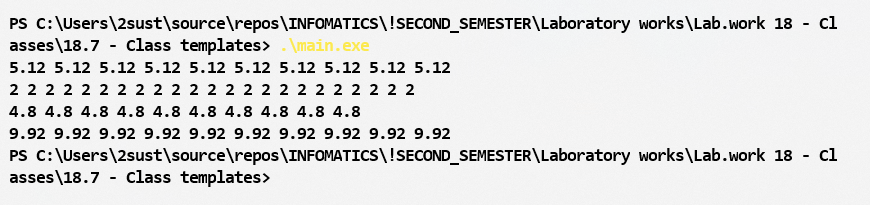 PS C:\Users\2sust\source\repos\INFOMATICS\!SECOND_SEMESTER\Laboratory works\Lab.work 18 - Cl
asses\18.7 - Class templates> .\main.exe
5.12 5.12 5.12 5.12 5.12 5.12 5.12 5.12 5.12 5.12
2 2 2 2 2 2 2 2 2 2 2 2 2 2 2 2 2 2 2 2 2 2 2
4.8 4.8 4.8 4.8 4.8 4.8 4.8 4.8 4.8 4.8
9.92 9.92 9.92 9.92 9.92 9.92 9.92 9.92 9.92 9.92
PS C:\Users\2sust\source\repos\INFOMATICS\!SECOND_SEMESTER\Laboratory works\Lab.work 18 - Cl
asses\18.7 - Class templates>